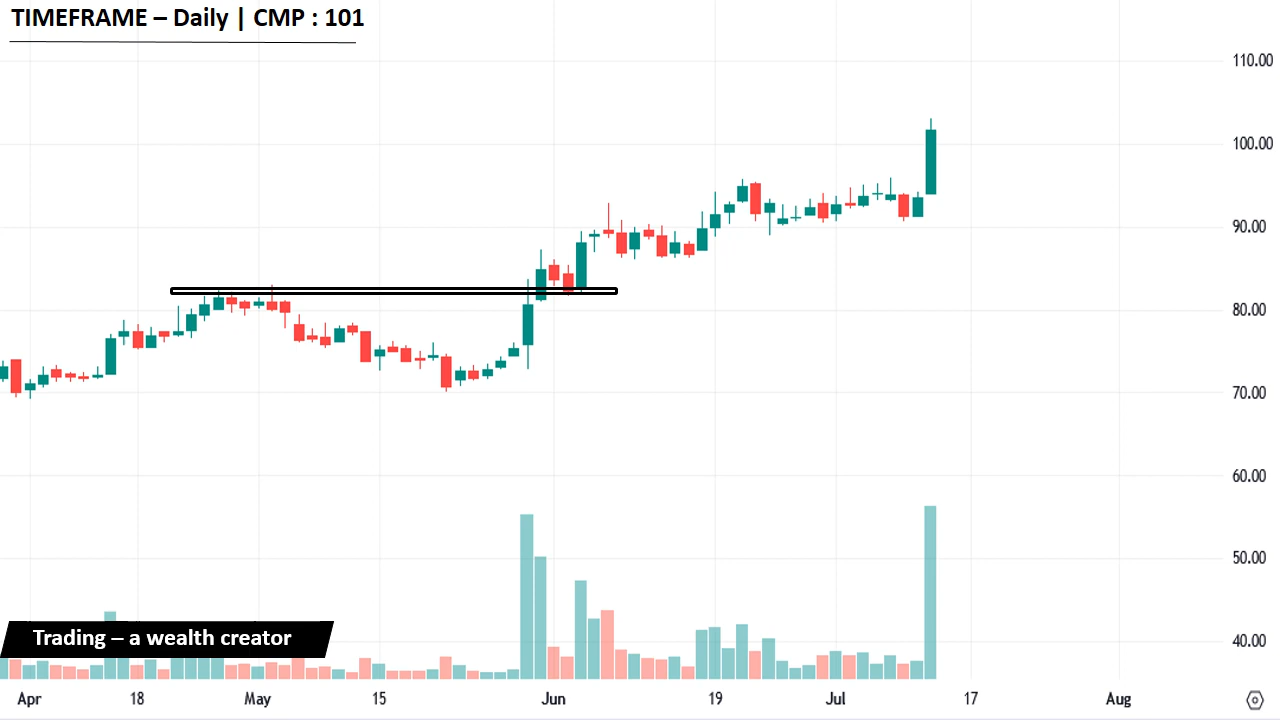 TIMEFRAME – Daily | CMP : 101
110.00
100.00
90.00
80.00
70.00
60.00
50.00
40.00
Trading – a wealth creator
Apr 18 May 15 Jun 19 Jul 17 Aug